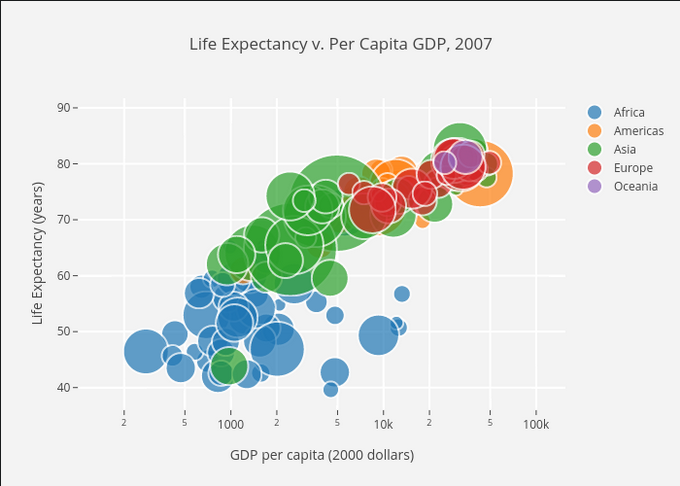 Life Expectancy v. Per Capita GDP, 2007
Africa
Americas
Asia
Europe
Oceania
Life Expectancy (years)
90
80
70
60
50
40
2 5 1000 2 5 10k 2 5 100k
GDP per capita (2000 dollars)